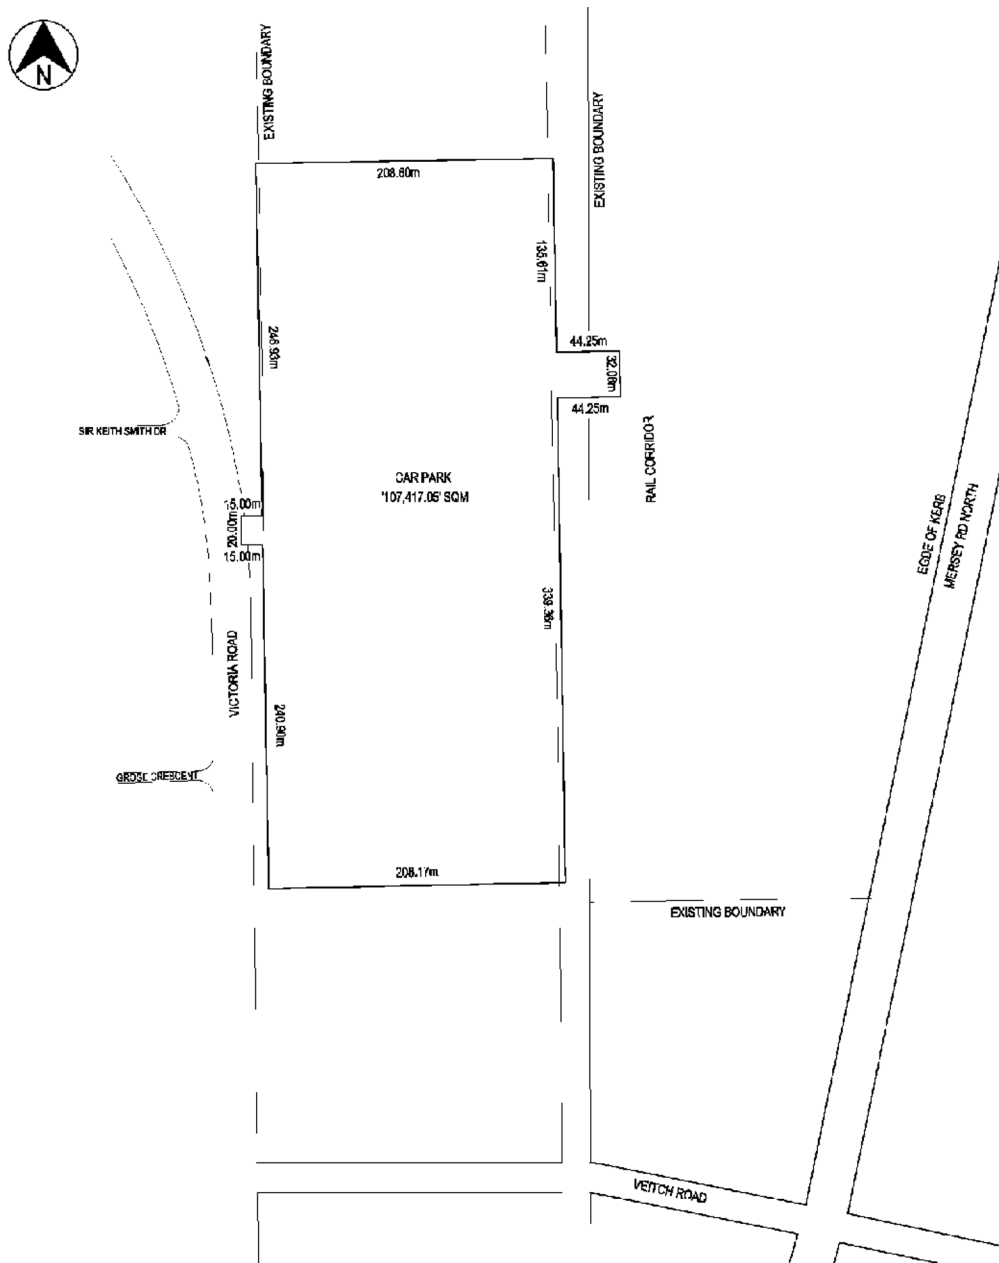 N
EXISTING BOUNDARY
EXISTING BOUNDARY
208.60m
135.61m
246.93m
44.25m
32.08m
44.25m
SIR KEITH SMITH DR
RAIL CORRIDOR
CAR PARK
'107,417.05' SQM
15.00m
20.00m
15.00m
EGDE OF KERB
MERSEY RD NORTH
339.36m
VICTORIA ROAD
240.90m
GROSE CRESCENT
208.17m
EXISTING BOUNDARY
VEITCH ROAD